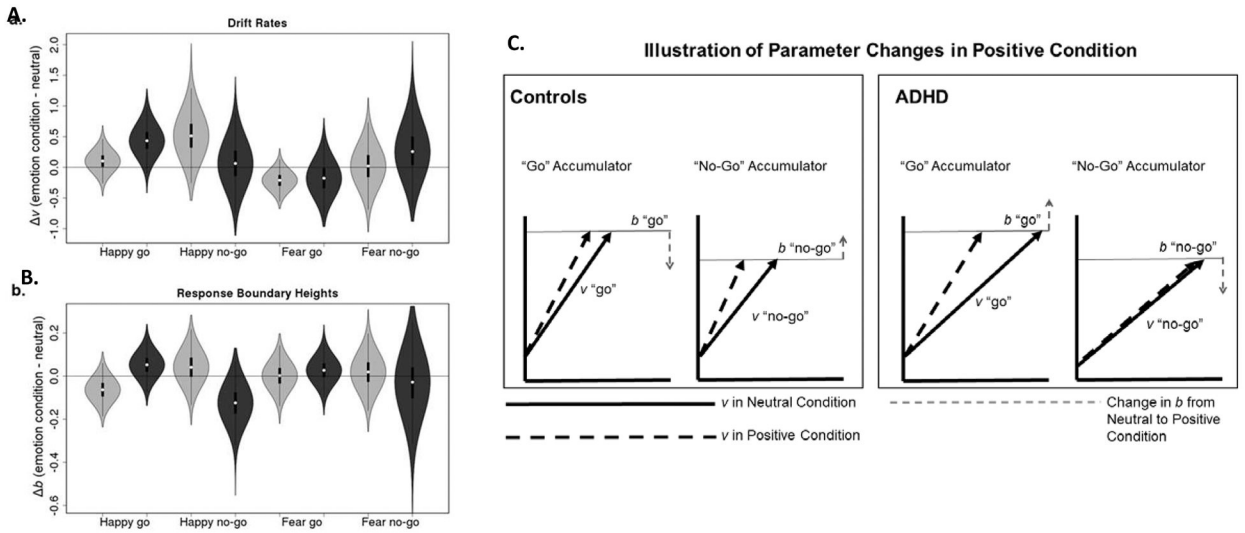 A.
a.
Drift Rates
Δv (emotion condition - neutral)
2.0
1.5
1.0
0.5
0.0
-0.5
-1.0
Happy go
Happy no-go
Fear go
Fear no-go
B.
b.
Response Boundary Heights
Δb (emotion condition - neutral)
0.2
0.0
-0.2
-0.4
-0.6
Happy go
Happy no-go
Fear go
Fear no-go
C.
Illustration of Parameter Changes in Positive Condition
Controls
"Go" Accumulator
"No-Go" Accumulator
b "go"
v "go"
b "no-go"
v "no-go"
ADHD
"Go" Accumulator
"No-Go" Accumulator
b "go"
v "go"
b "no-go"
v "no-go"
v in Neutral Condition
v in Positive Condition
Change in b from
Neutral to Positive
Condition